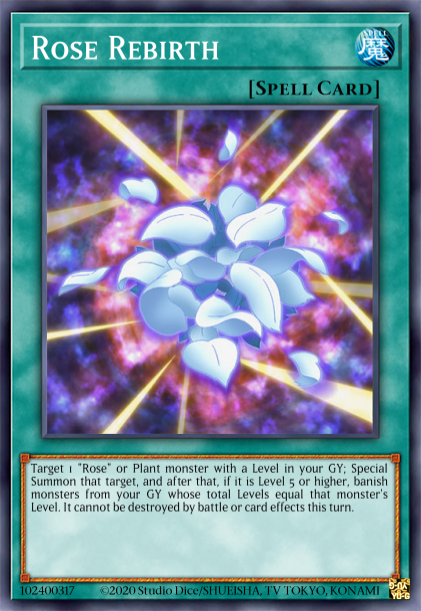 Rose Rebirth
SPELL
魔
[Spell Card]
Target 1 "Rose" or Plant monster with a Level in your GY; Special
Summon that target, and after that, if it is Level 5 or higher, banish
monsters from your GY whose total Levels equal that monster's
Level. It cannot be destroyed by battle or card effects this turn.
102400317 ©2020 Studio Dice/SHUEISHA, TV TOKYO, KONAMI